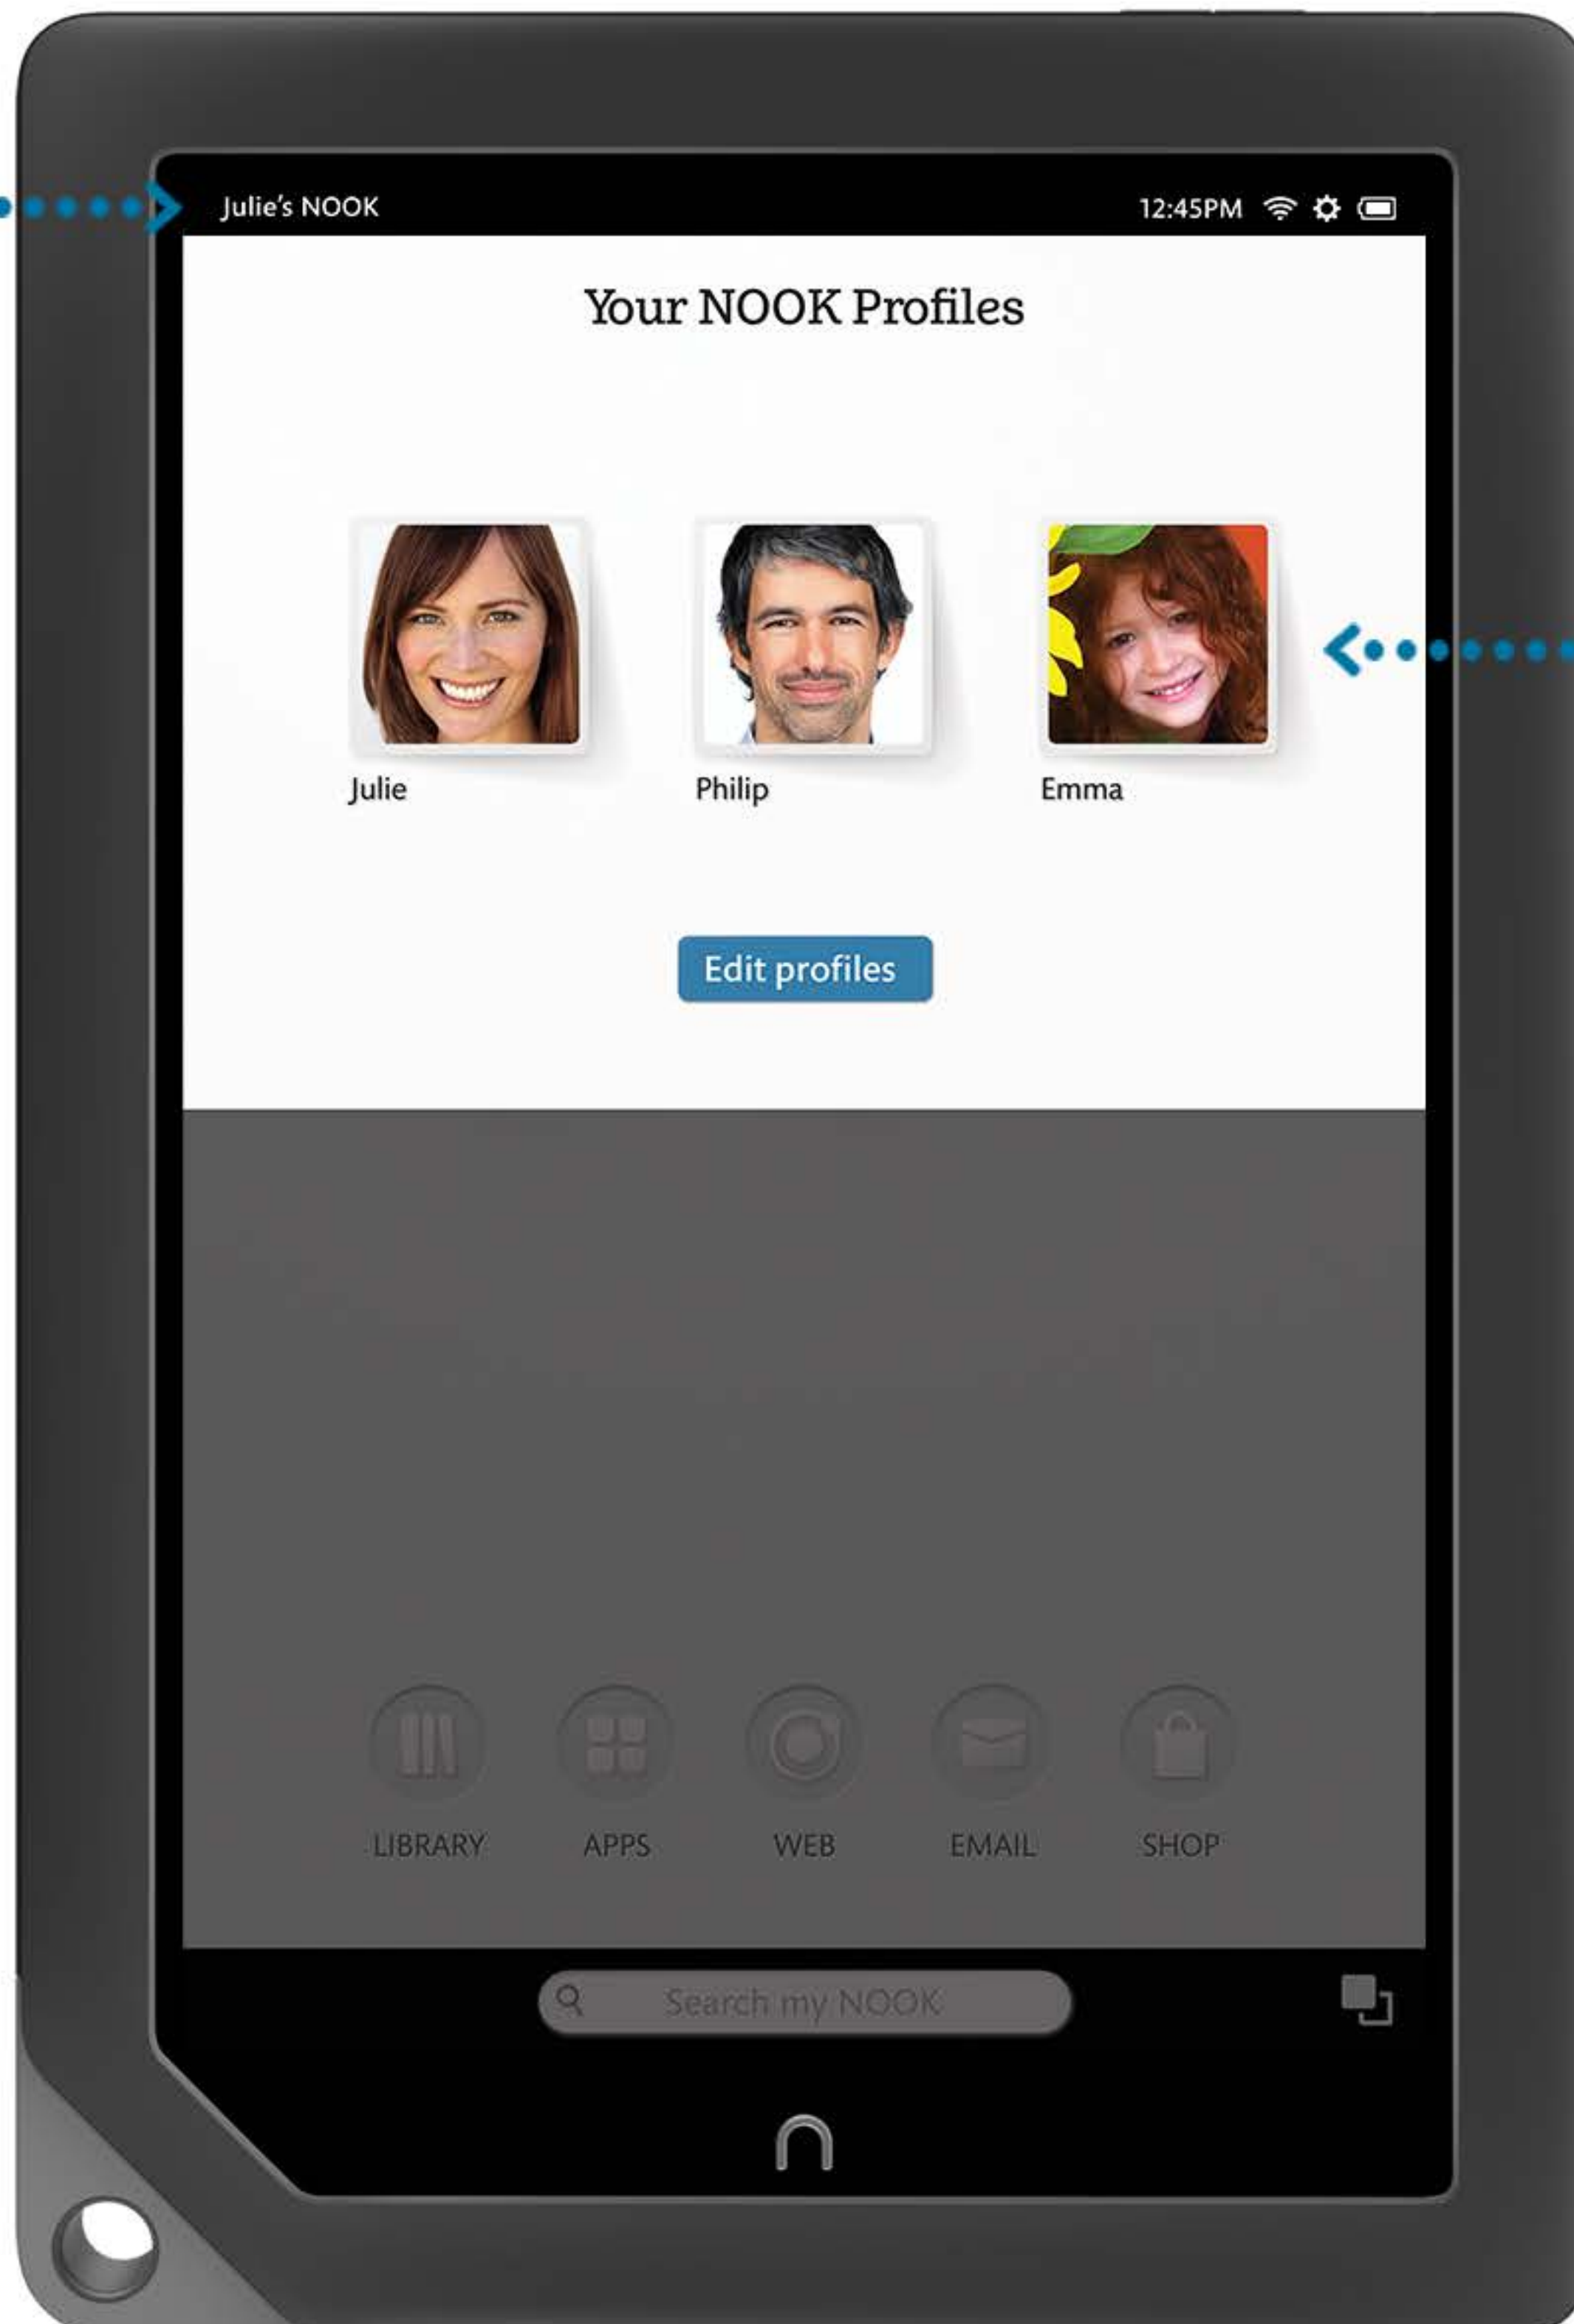 Julie's NOOK
12:45PM
Your NOOK Profiles
Julie
Philip
Emma
Edit profiles
LIBRARY
APPS
WEB
EMAIL
SHOP
Search my NOOK